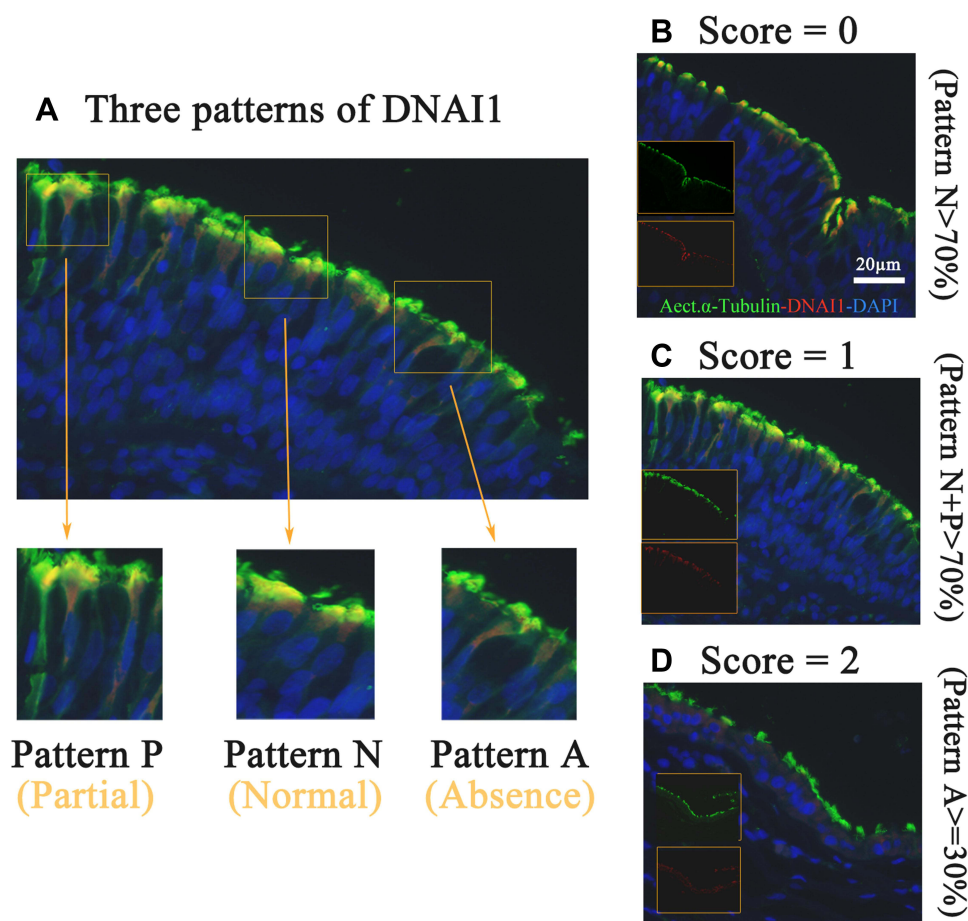 A Three patterns of DNAI1
Pattern P
(Partial)
Pattern N
(Normal)
Pattern A
(Absence)
B Score = 0
(Pattern N>70%)
20μm
Aect.α-Tubulin-DNAI1-DAPI
C Score = 1
(Pattern N+P>70%)
D Score = 2
(Pattern A>=30%)